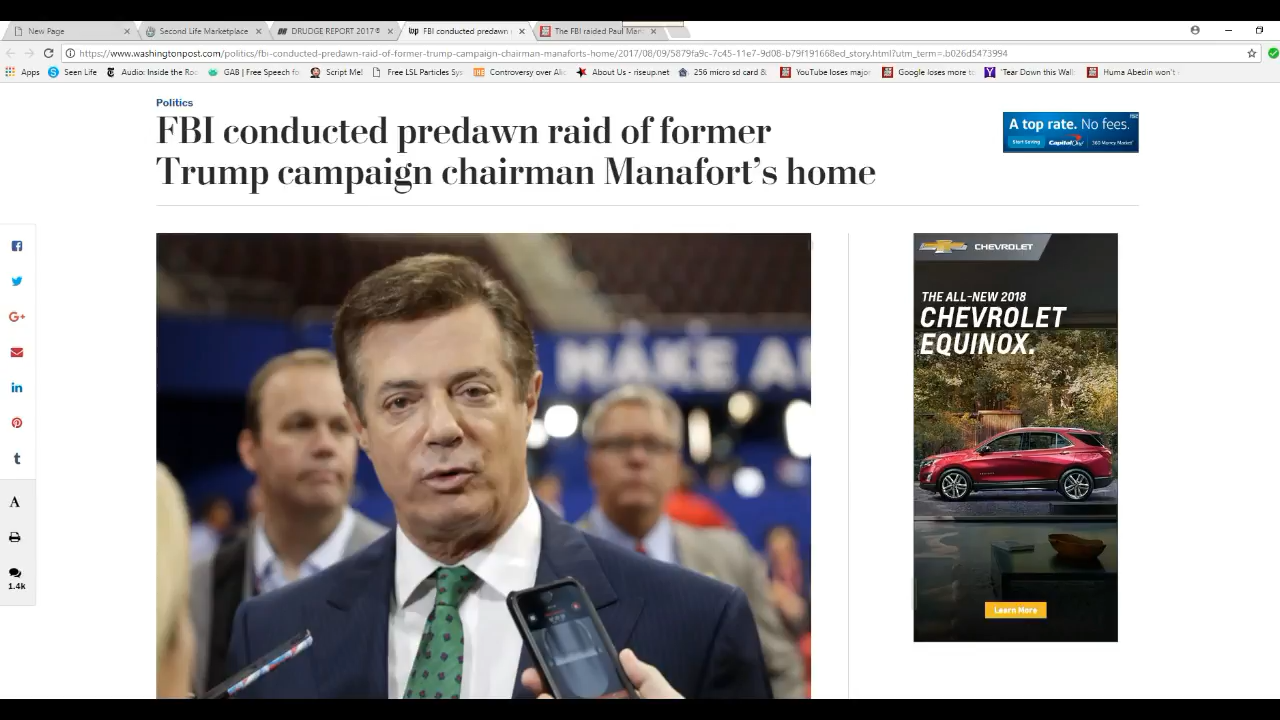 New Page
Second Life Marketplace
DRUDGE REPORT 2017®
FBI conducted predawn
The FBI raided Paul Man
https://www.washingtonpost.com/politics/fbi-conducted-predawn-raid-of-former-trump-campaign-chairman-manaforts-home/2017/08/09/5879fa9c-7c45-11e7-9d08-b79f191668ed_story.html?utm_term=.b026d5473994
Apps
Seen Life
Audio: Inside the Ro
GAB | Free Speech fo
Script Me!
Free LSL Particles Sys
Controversy over Ali
About Us - riseup.net
256 micro sd card &
YouTube loses major
Google loses more to
'Tear Down this Wall
Huma Abedin won't
Politics
FBI conducted predawn raid of former
Trump campaign chairman Manafort's home
A top rate. No fees.
Start Saving
Capital One
360 Money Market
CHEVROLET
THE ALL-NEW 2018
CHEVROLET
EQUINOX.
Learn More
MAKE A
A
1.4k